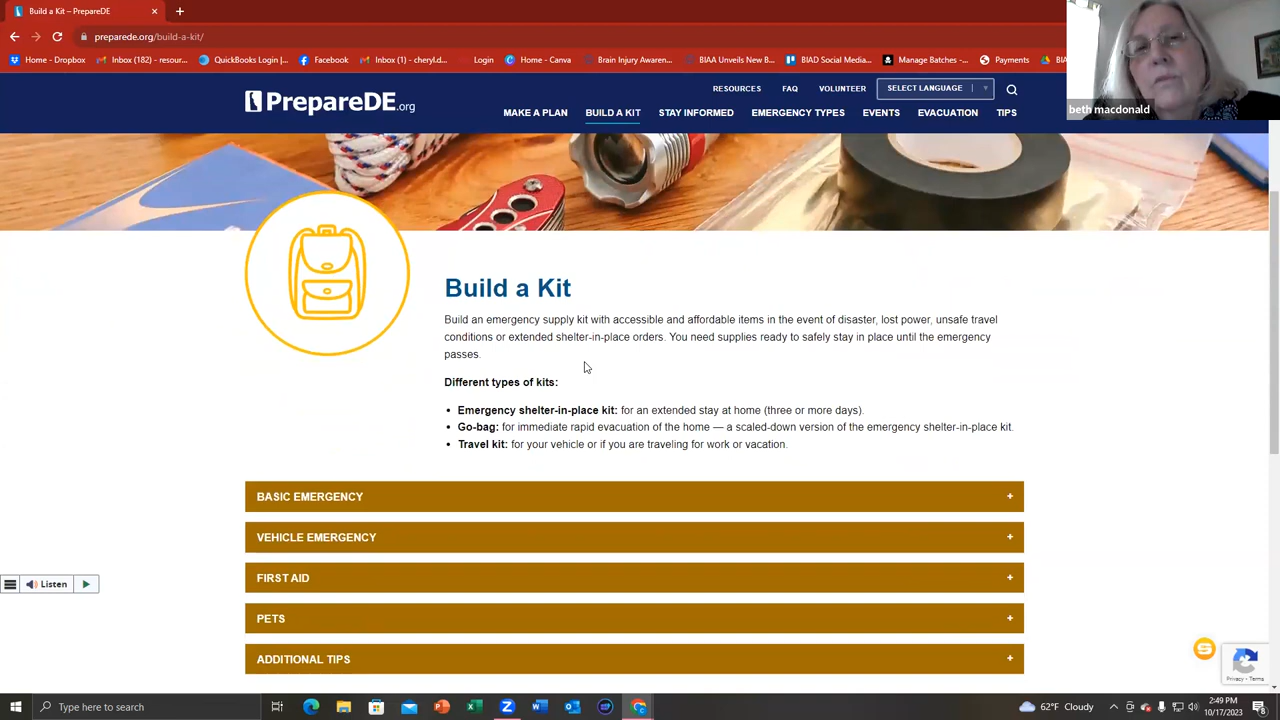 Build a Kit – PrepareDE
preparede.org/build-a-kit/
Home - Dropbox
Inbox (182) - resour...
QuickBooks Login |...
Facebook
Inbox (1) - cheryl.d...
Login
Home - Canva
Brain Injury Awaren...
BIAA Unveils New B...
BIAD Social Media...
Manage Batches -...
Payments
beth macdonald
RESOURCES
FAQ
VOLUNTEER
SELECT LANGUAGE
PrepareDE.org
MAKE A PLAN
BUILD A KIT
STAY INFORMED
EMERGENCY TYPES
EVENTS
EVACUATION
TIPS
Build a Kit
Build an emergency supply kit with accessible and affordable items in the event of disaster, lost power, unsafe travel
conditions or extended shelter-in-place orders. You need supplies ready to safely stay in place until the emergency
passes.
Different types of kits:
• Emergency shelter-in-place kit: for an extended stay at home (three or more days).
• Go-bag: for immediate rapid evacuation of the home — a scaled-down version of the emergency shelter-in-place kit.
• Travel kit: for your vehicle or if you are traveling for work or vacation.
BASIC EMERGENCY +
VEHICLE EMERGENCY +
FIRST AID +
Listen
PETS +
ADDITIONAL TIPS +
Privacy - Terms
Type here to search
62°F Cloudy
2:49 PM
10/17/2023
8